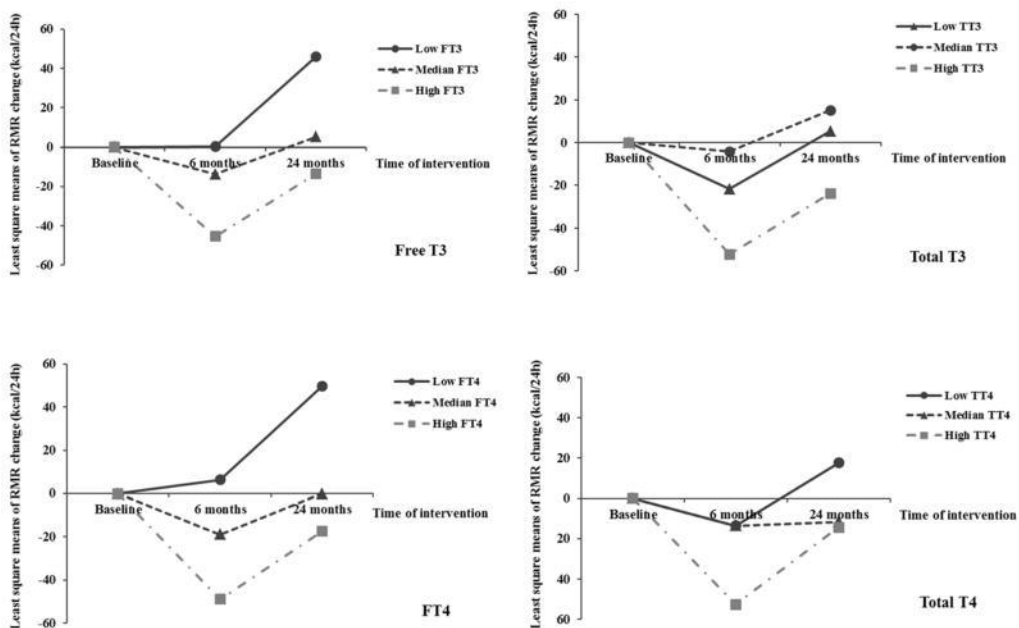 Least square means of RMR change (kcal/24h)
60
40
20
0
-20
-40
-60
Low FT3
Median FT3
High FT3
Baseline
6 months
24 months
Time of intervention
Free T3
Least square means of RMR change (kcal/24h)
60
40
20
0
-20
-40
-60
Low TT3
Median TT3
High TT3
Baseline
6 months
24 months
Time of intervention
Total T3
Least square means of RMR change (kcal/24h)
60
40
20
0
-20
-40
-60
Low FT4
Median FT4
High FT4
Baseline
6 months
24 months
Time of intervention
FT4
Least square means of RMR change (kcal/24h)
60
40
20
0
20
40
60
Low TT4
Median TT4
High TT4
Baseline
6 months
24 months
Time of intervention
Total T4